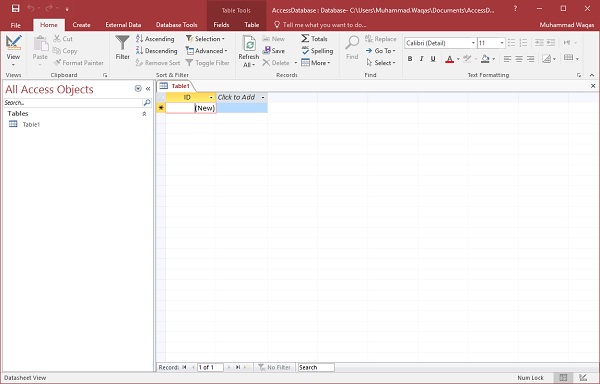 Table Tools
AccessDatabase : Database- C:\Users\Muhammad.Waqas\Documents\AccessD...
?
File
Home
Create
External Data
Database Tools
Fields
Table
Tell me what you want to do...
Muhammad Waqas
View
Paste
Cut
Copy
Format Painter
Filter
Ascending
Descending
Remove Sort
Selection
Advanced
Toggle Filter
Refresh
All
New
Save
Delete
Totals
Spelling
More
Find
Replace
Go To
Select
Calibri (Detail)
11
B I U
A
Views
Clipboard
Sort & Filter
Records
Find
Text Formatting
All Access Objects
Search...
Tables
Table1
Table1
ID
Click to Add
(New)
Record:
1 of 1
No Filter
Search
Datasheet View
Num Lock